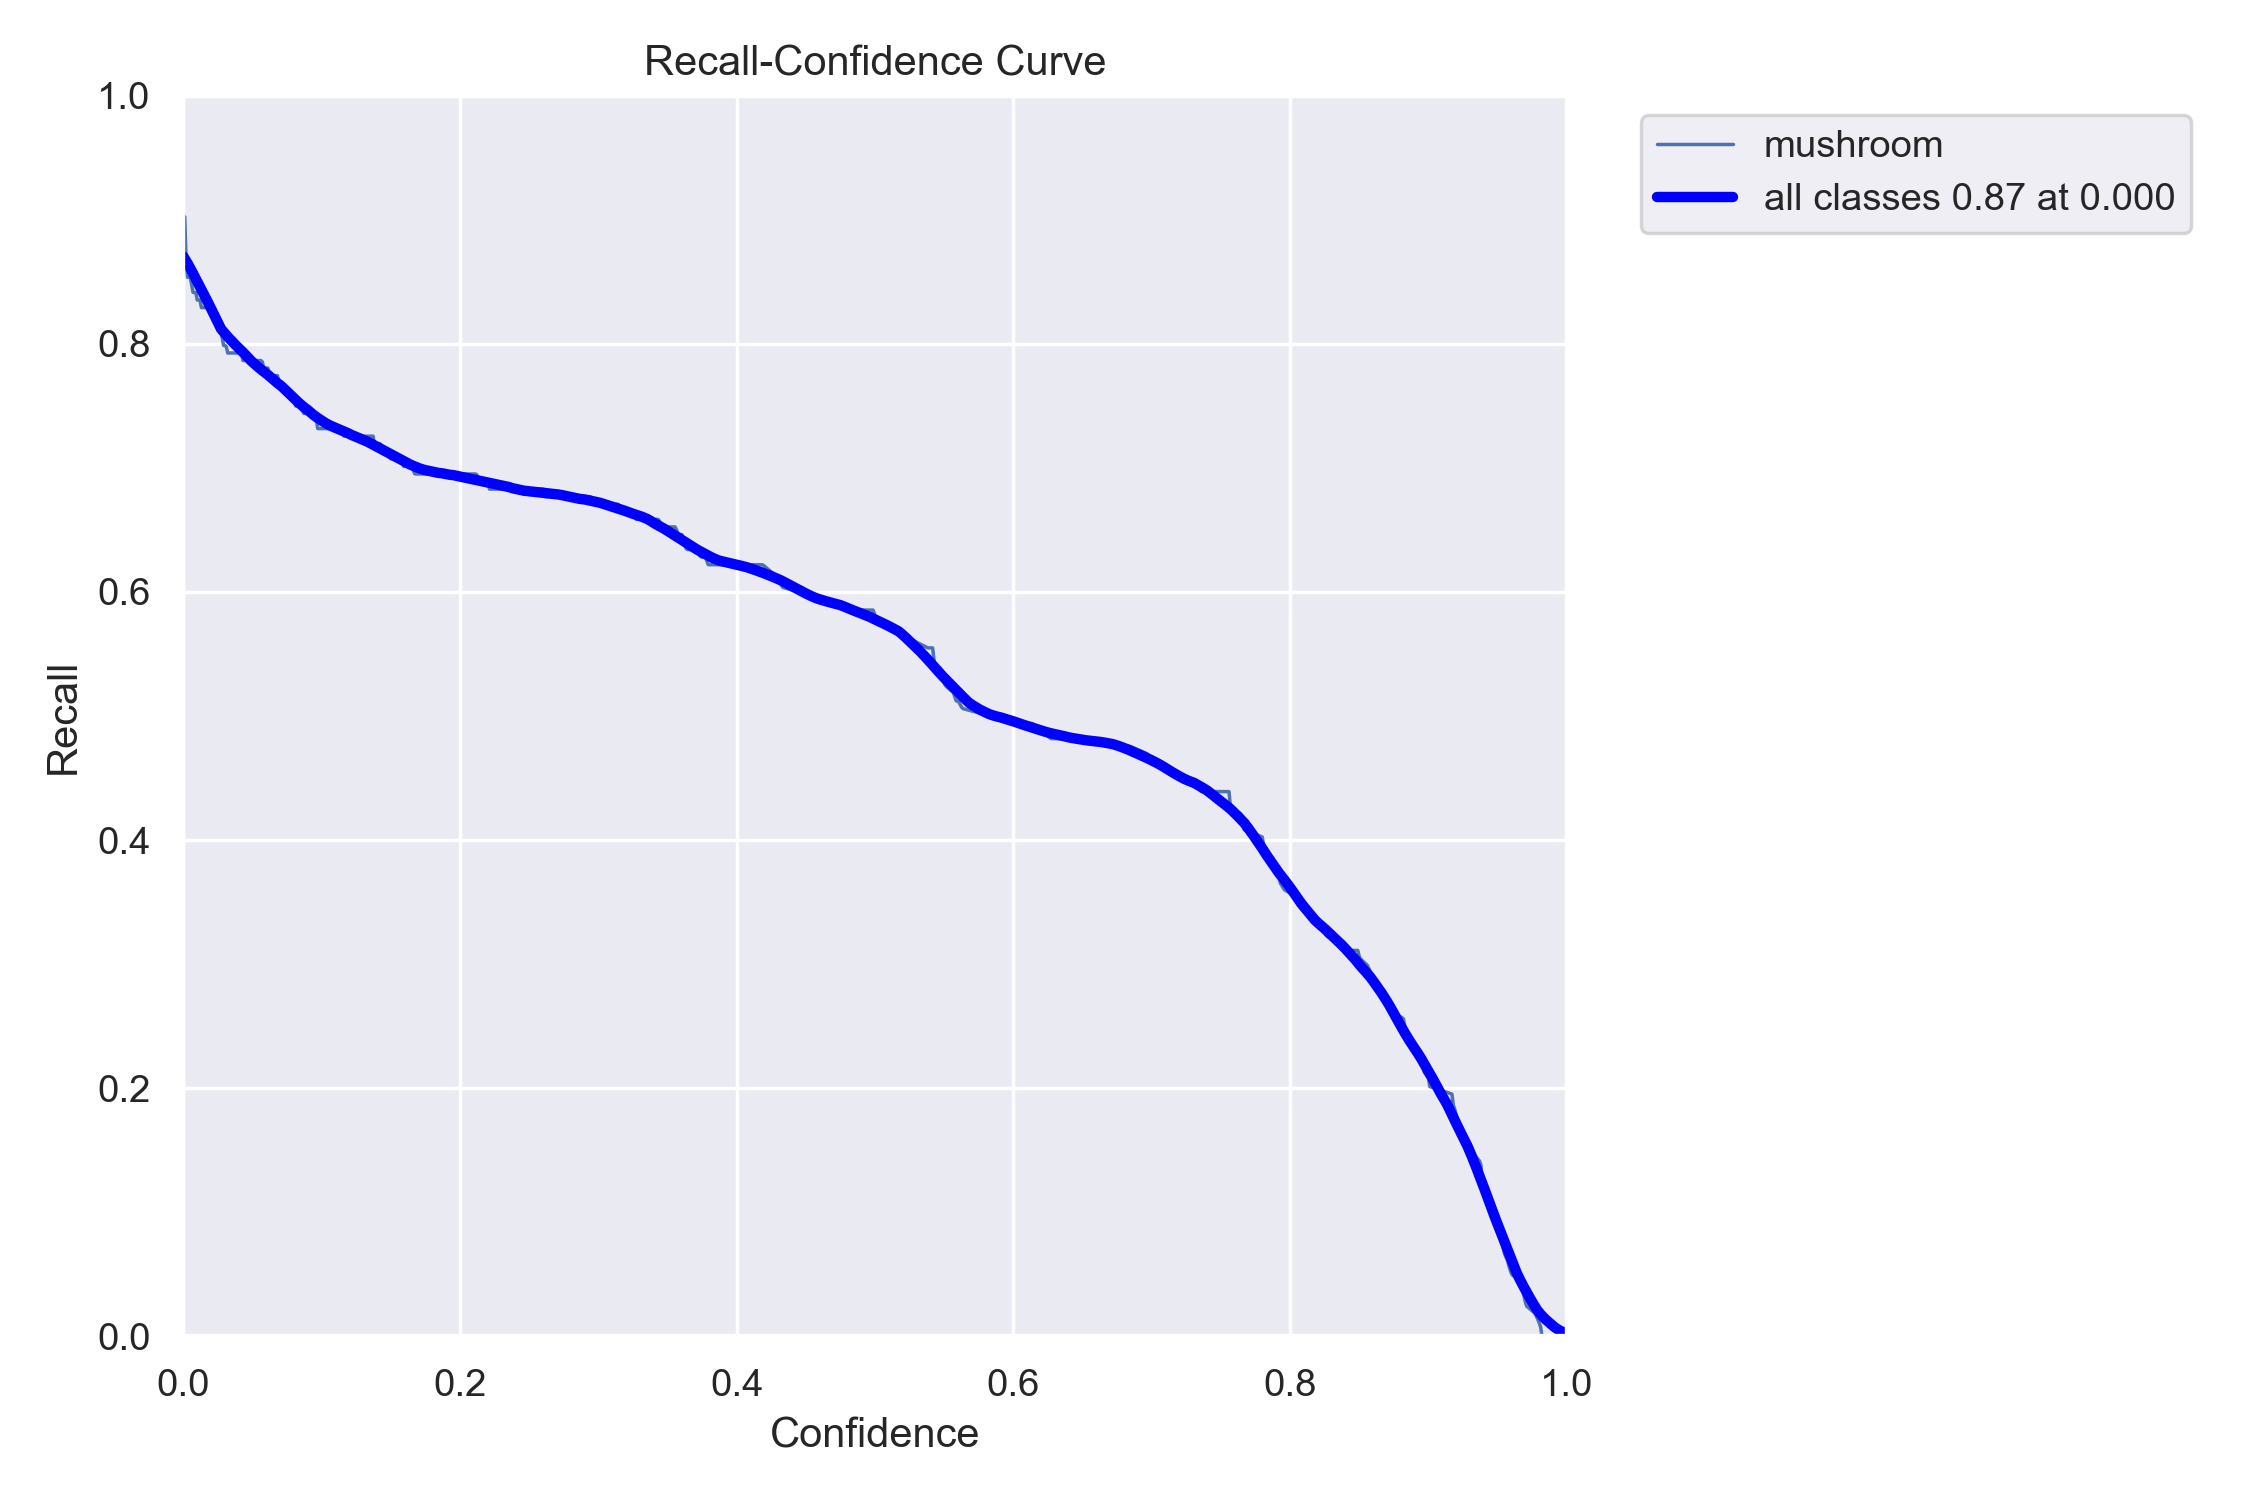 Recall-Confidence Curve
1.0
0.8
0.6
0.4
0.2
0.0
Recall
0.0 0.2 0.4 0.6 0.8 1.0
Confidence
mushroom
all classes 0.87 at 0.000